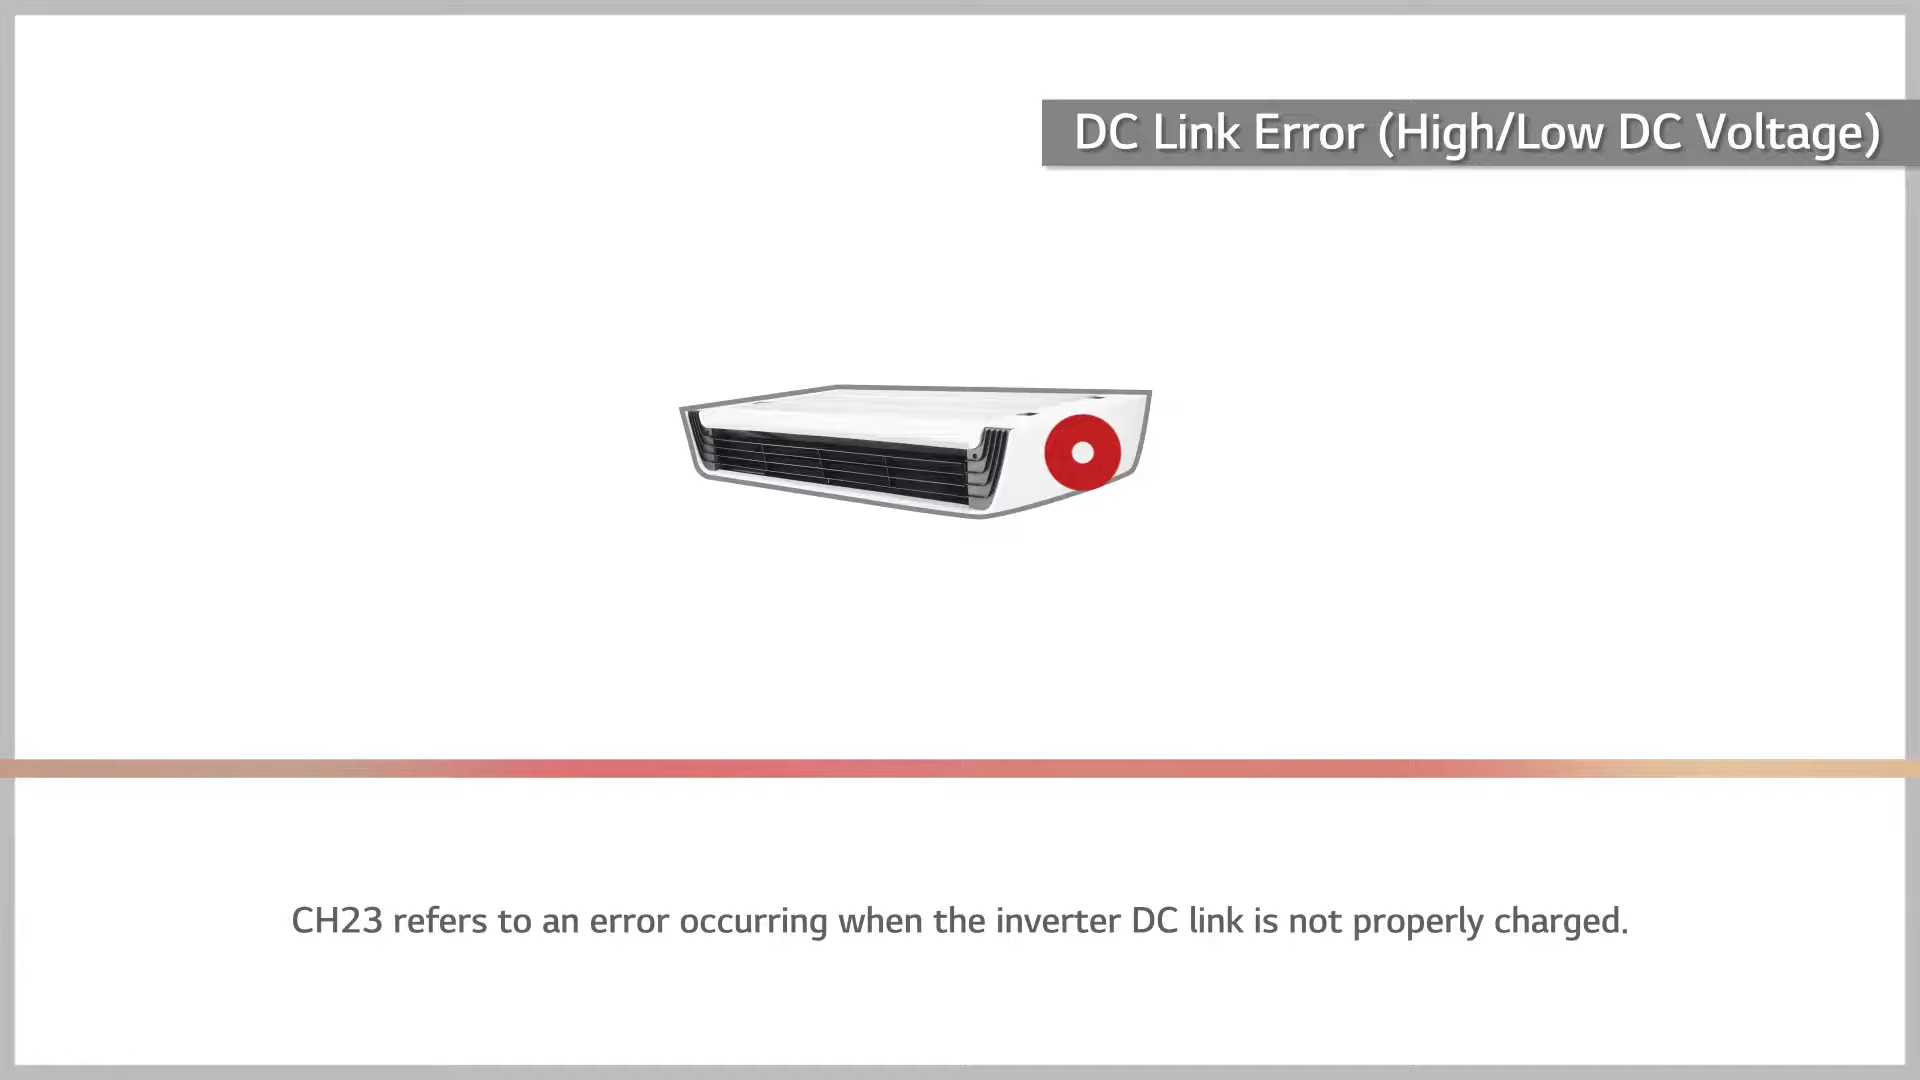 DC Link Error (High/Low DC Voltage)
CH23 refers to an error occurring when the inverter DC link is not properly charged.